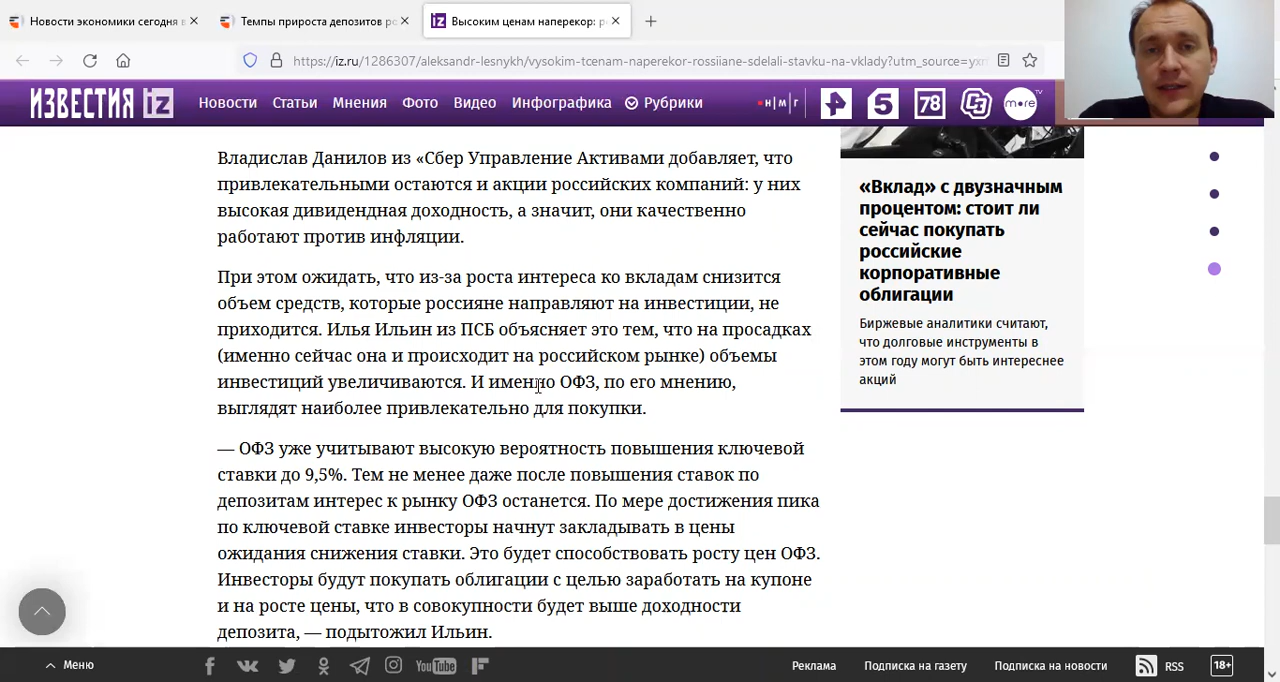 Новости экономики сегодня в
Темпы прироста депозитов ро
Высоким ценам наперекор: р
https://iz.ru/1286307/aleksandr-lesnykh/vysokim-tcenam-naperekor-rossiiane-sdelali-stavku-na-vklady?utm_source=yxn
ИЗВЕСТИЯ iz Новости Статьи Мнения Фото Видео Инфографика Рубрики
н|м|г 5 78 more TV
Владислав Данилов из «Сбер Управление Активами добавляет, что
привлекательными остаются и акции российских компаний: у них
высокая дивидендная доходность, а значит, они качественно
работают против инфляции.
При этом ожидать, что из-за роста интереса ко вкладам снизится
объем средств, которые россияне направляют на инвестиции, не
приходится. Илья Ильин из ПСБ объясняет это тем, что на просадках
(именно сейчас она и происходит на российском рынке) объемы
инвестиций увеличиваются. И именно ОФЗ, по его мнению,
выглядят наиболее привлекательно для покупки.
— ОФЗ уже учитывают высокую вероятность повышения ключевой
ставки до 9,5%. Тем не менее даже после повышения ставок по
депозитам интерес к рынку ОФЗ останется. По мере достижения пика
по ключевой ставке инвесторы начнут закладывать в цены
ожидания снижения ставки. Это будет способствовать росту цен ОФЗ.
Инвесторы будут покупать облигации с целью заработать на купоне
и на росте цены, что в совокупности будет выше доходности
депозита, — подытожил Ильин.
«Вклад» с двузначным
процентом: стоит ли
сейчас покупать
российские
корпоративные
облигации
Биржевые аналитики считают,
что долговые инструменты в
этом году могут быть интереснее
акций
Меню
YouTube
Реклама Подписка на газету Подписка на новости RSS 18+